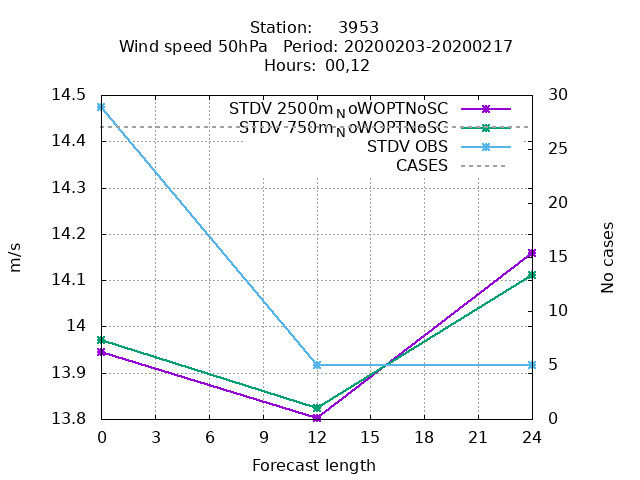 Station: 3953
Wind speed 50hPa Period: 20200203-20200217
Hours: 00,12
14.5
14.4
14.3
14.2
14.1
14
13.9
13.8
m/s
STDV 2500mNoWOPTNoSC
STDV 750mNoWOPTNoSC
STDV OBS
CASES
30
25
20
15
10
5
0
No cases
0 3 6 9 12 15 18 21 24
Forecast length